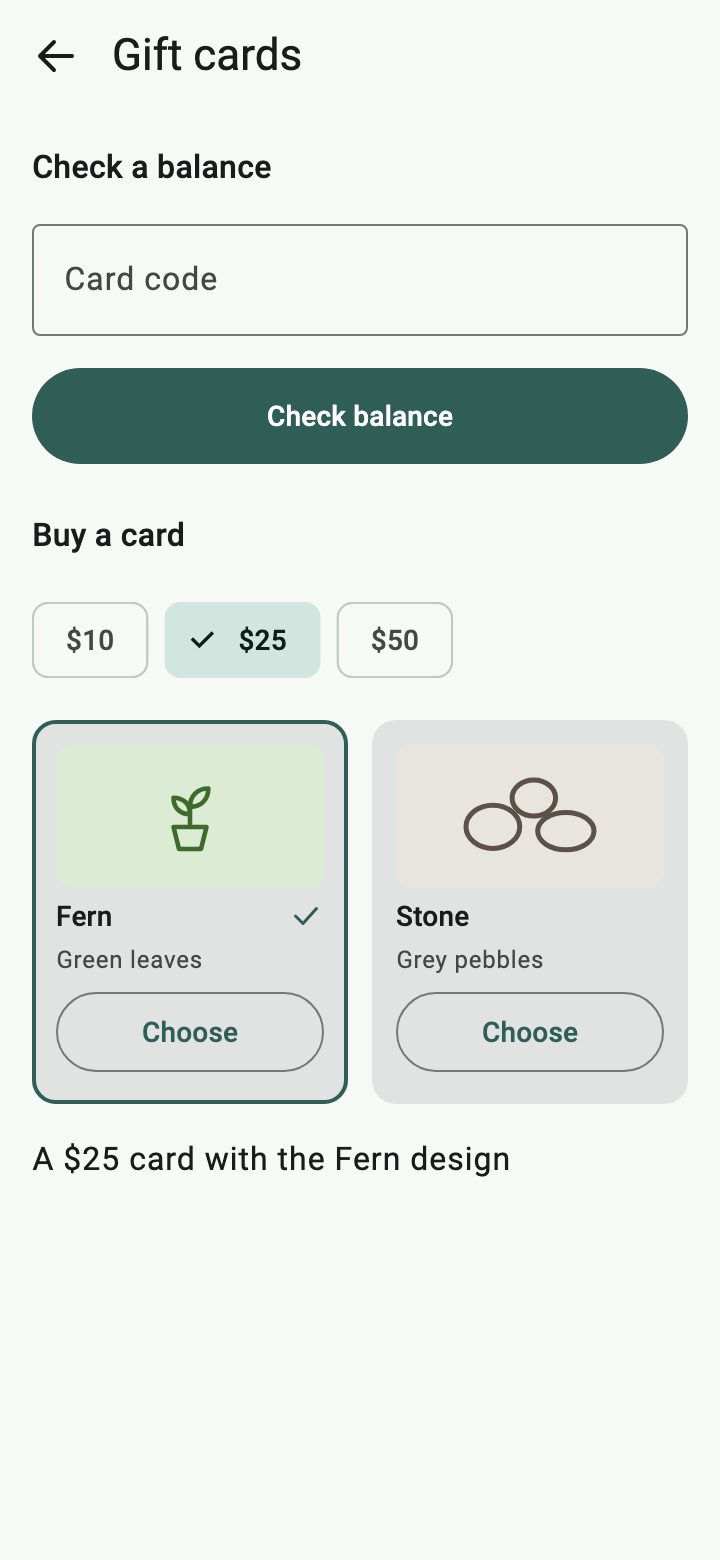 Gift cards
Check a balance
Card code
Check balance
Buy a card
$10 $25 $50
Fern
Green leaves
Choose
Stone
Grey pebbles
Choose
A $25 card with the Fern design